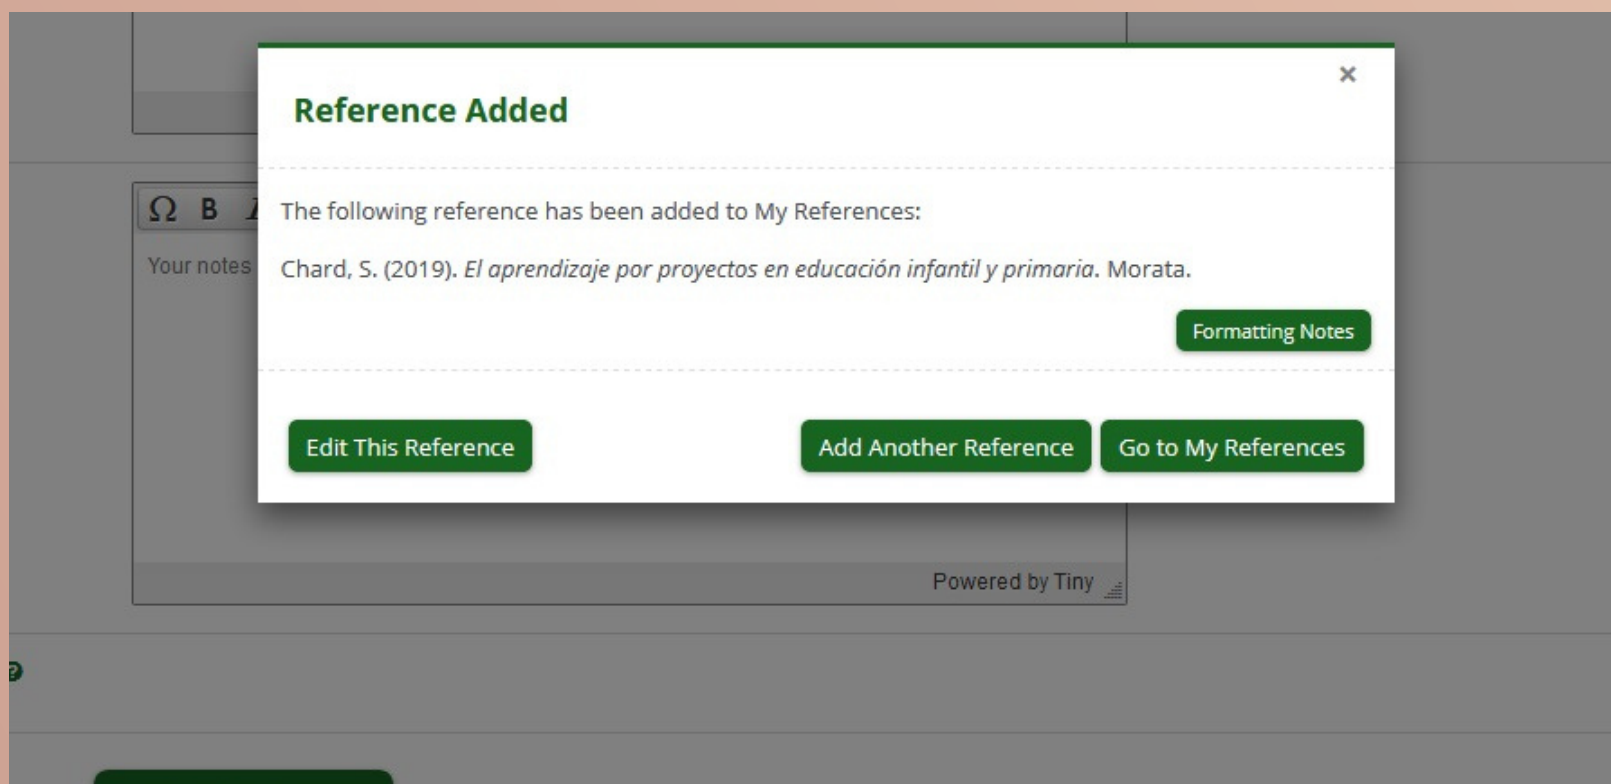 ×
Reference Added
The following reference has been added to My References:
Chard, S. (2019). El aprendizaje por proyectos en educación infantil y primaria. Morata.
Formatting Notes
Edit This Reference
Add Another Reference
Go to My References
Ω B
Your notes
Powered by Tiny
?